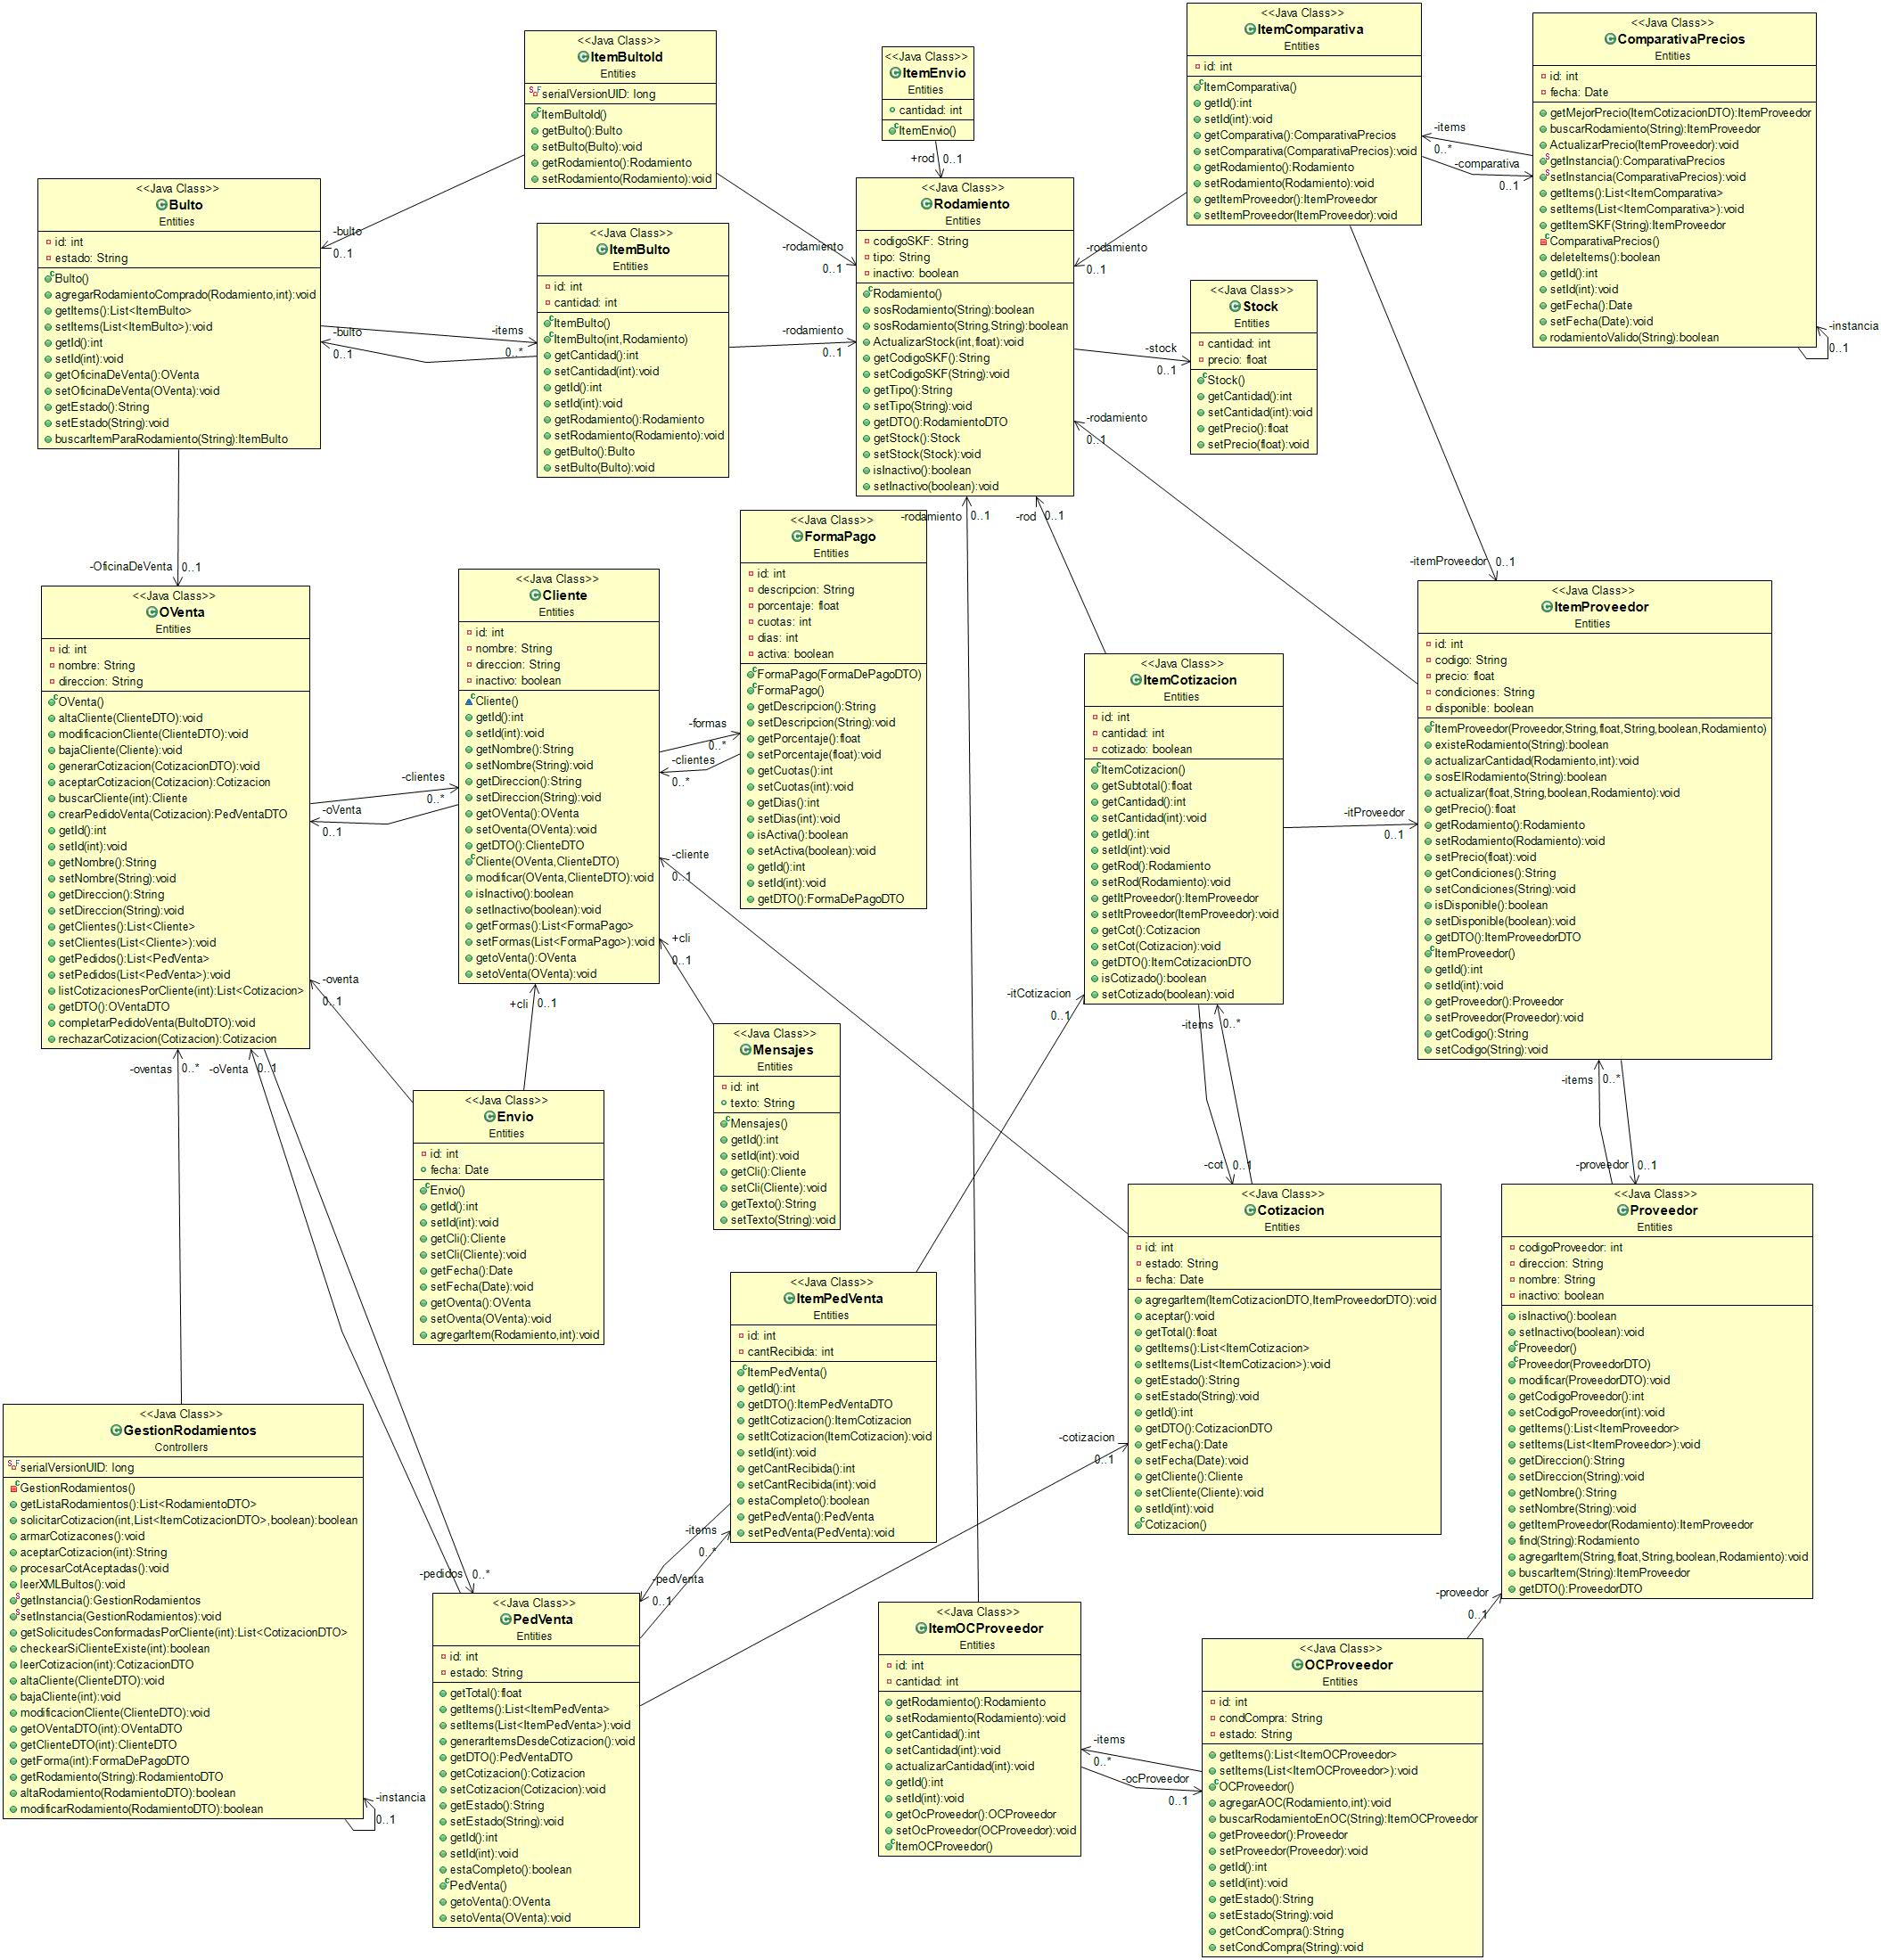 <<Java Class>>
ItemBultoId
Entities
serialVersionUID: long
ItemBultoId()
getBulto():Bulto
setBulto(Bulto):void
getRodamiento():Rodamiento
setRodamiento(Rodamiento):void
<<Java Class>>
ItemEnvio
Entities
cantidad: int
ItemEnvio()
+rod
0..1
<<Java Class>>
ItemComparativa
Entities
id: int
ItemComparativa()
getId():int
setId(int):void
getComparativa():ComparativaPrecios
setComparativa(ComparativaPrecios):void
getRodamiento():Rodamiento
setRodamiento(Rodamiento):void
getItemProveedor():ItemProveedor
setItemProveedor(ItemProveedor):void
-items
0..*
-comparativa
0..1
<<Java Class>>
ComparativaPrecios
Entities
id: int
fecha: Date
getMejorPrecio(ItemCotizacionDTO):ItemProveedor
buscarRodamiento(String):ItemProveedor
ActualizarPrecio(ItemProveedor):void
getInstancia():ComparativaPrecios
setInstancia(ComparativaPrecios):void
getItems():List<ItemComparativa>
setItems(List<ItemComparativa>):void
getItemSKF(String):ItemProveedor
ComparativaPrecios()
deleteItems():boolean
getId():int
setId(int):void
getFecha():Date
setFecha(Date):void
rodamientoValido(String):boolean
-instancia
0..1
<<Java Class>>
Bulto
Entities
id: int
estado: String
Bulto()
agregarRodamientoComprado(Rodamiento,int):void
getItems():List<ItemBulto>
setItems(List<ItemBulto>):void
getId():int
setId(int):void
getOficinaDeVenta():OVenta
setOficinaDeVenta(OVenta):void
getEstado():String
setEstado(String):void
buscarItemParaRodamiento(String):ItemBulto
-bulto
0..1
-items
0..*
-bulto
0..1
<<Java Class>>
ItemBulto
Entities
id: int
cantidad: int
ItemBulto()
ItemBulto(int,Rodamiento)
getCantidad():int
setCantidad(int):void
getId():int
setId(int):void
getRodamiento():Rodamiento
setRodamiento(Rodamiento):void
getBulto():Bulto
setBulto(Bulto):void
-rodamiento
0..1
-rodamiento
0..1
<<Java Class>>
Rodamiento
Entities
codigoSKF: String
tipo: String
inactivo: boolean
Rodamiento()
sosRodamiento(String):boolean
sosRodamiento(String,String):boolean
ActualizarStock(int,float):void
getCodigoSKF():String
setCodigoSKF(String):void
getTipo():String
setTipo(String):void
getDTO():RodamientoDTO
getStock():Stock
setStock(Stock):void
isInactivo():boolean
setInactivo(boolean):void
-rodamiento
0..1
-stock
0..1
-rodamiento
0..1
<<Java Class>>
Stock
Entities
cantidad: int
precio: float
Stock()
getCantidad():int
setCantidad(int):void
getPrecio():float
setPrecio(float):void
-rodamiento
0..1
-rod
0..1
-OficinaDeVenta
0..1
-itemProveedor
0..1
<<Java Class>>
OVenta
Entities
id: int
nombre: String
direccion: String
OVenta()
altaCliente(ClienteDTO):void
modificacionCliente(ClienteDTO):void
bajaCliente(Cliente):void
generarCotizacion(CotizacionDTO):void
aceptarCotizacion(Cotizacion):Cotizacion
buscarCliente(int):Cliente
crearPedidoVenta(Cotizacion):PedVentaDTO
getId():int
setId(int):void
getNombre():String
setNombre(String):void
getDireccion():String
setDireccion(String):void
getClientes():List<Cliente>
setClientes(List<Cliente>):void
getPedidos():List<PedVenta>
setPedidos(List<PedVenta>):void
listCotizacionesPorCliente(int):List<Cotizacion>
getDTO():OVentaDTO
completarPedidoVenta(BultoDTO):void
rechazarCotizacion(Cotizacion):Cotizacion
-clientes
0..*
-oVenta
0..1
-oventa
0..1
<<Java Class>>
Cliente
Entities
id: int
nombre: String
direccion: String
inactivo: boolean
Cliente()
getId():int
setId(int):void
getNombre():String
setNombre(String):void
getDireccion():String
setDireccion(String):void
getOVenta():OVenta
setOventa(OVenta):void
getDTO():ClienteDTO
Cliente(OVenta,ClienteDTO)
modificar(OVenta,ClienteDTO):void
isInactivo():boolean
setInactivo(boolean):void
getFormas():List<FormaPago>
setFormas(List<FormaPago>):void
getoVenta():OVenta
setoVenta(OVenta):void
-formas
0..*
-clientes
0..*
-cliente
0..1
+cli
0..1
+cli
0..1
<<Java Class>>
FormaPago
Entities
id: int
descripcion: String
porcentaje: float
cuotas: int
dias: int
activa: boolean
FormaPago(FormaDePagoDTO)
FormaPago()
getDescripcion():String
setDescripcion(String):void
getPorcentaje():float
setPorcentaje(float):void
getCuotas():int
setCuotas(int):void
getDias():int
setDias(int):void
isActiva():boolean
setActiva(boolean):void
getId():int
setId(int):void
getDTO():FormaDePagoDTO
<<Java Class>>
ItemCotizacion
Entities
id: int
cantidad: int
cotizado: boolean
ItemCotizacion()
getSubtotal():float
getCantidad():int
setCantidad(int):void
getId():int
setId(int):void
getRod():Rodamiento
setRod(Rodamiento):void
getItProveedor():ItemProveedor
setItProveedor(ItemProveedor):void
getCot():Cotizacion
setCot(Cotizacion):void
getDTO():ItemCotizacionDTO
isCotizado():boolean
setCotizado(boolean):void
-itProveedor
0..1
-itCotizacion
0..1
-items
0..*
-cot
0..1
<<Java Class>>
ItemProveedor
Entities
id: int
codigo: String
precio: float
condiciones: String
disponible: boolean
ItemProveedor(Proveedor,String,float,String,boolean,Rodamiento)
existeRodamiento(String):boolean
actualizarCantidad(Rodamiento,int):void
sosElRodamiento(String):boolean
actualizar(float,String,boolean,Rodamiento):void
getPrecio():float
getRodamiento():Rodamiento
setRodamiento(Rodamiento):void
setPrecio(float):void
getCondiciones():String
setCondiciones(String):void
isDisponible():boolean
setDisponible(boolean):void
getDTO():ItemProveedorDTO
ItemProveedor()
getId():int
setId(int):void
getProveedor():Proveedor
setProveedor(Proveedor):void
getCodigo():String
setCodigo(String):void
-items
0..*
-proveedor
0..1
-oventas
0..*
-oVenta
0..1
<<Java Class>>
Envio
Entities
id: int
fecha: Date
Envio()
getId():int
setId(int):void
getCli():Cliente
setCli(Cliente):void
getFecha():Date
setFecha(Date):void
getOventa():OVenta
setOventa(OVenta):void
agregarItem(Rodamiento,int):void
<<Java Class>>
Mensajes
Entities
id: int
texto: String
Mensajes()
getId():int
setId(int):void
getCli():Cliente
setCli(Cliente):void
getTexto():String
setTexto(String):void
<<Java Class>>
Cotizacion
Entities
id: int
estado: String
fecha: Date
agregarItem(ItemCotizacionDTO,ItemProveedorDTO):void
aceptar():void
getTotal():float
getItems():List<ItemCotizacion>
setItems(List<ItemCotizacion>):void
getEstado():String
setEstado(String):void
getId():int
getDTO():CotizacionDTO
getFecha():Date
setFecha(Date):void
getCliente():Cliente
setCliente(Cliente):void
setId(int):void
Cotizacion()
-cotizacion
0..1
<<Java Class>>
Proveedor
Entities
codigoProveedor: int
direccion: String
nombre: String
inactivo: boolean
isInactivo():boolean
setInactivo(boolean):void
Proveedor()
Proveedor(ProveedorDTO)
modificar(ProveedorDTO):void
getCodigoProveedor():int
setCodigoProveedor(int):void
getItems():List<ItemProveedor>
setItems(List<ItemProveedor>):void
getDireccion():String
setDireccion(String):void
getNombre():String
setNombre(String):void
getItemProveedor(Rodamiento):ItemProveedor
find(String):Rodamiento
agregarItem(String,float,String,boolean,Rodamiento):void
buscarItem(String):ItemProveedor
getDTO():ProveedorDTO
-proveedor
0..1
<<Java Class>>
ItemPedVenta
Entities
id: int
cantRecibida: int
ItemPedVenta()
getId():int
getDTO():ItemPedVentaDTO
getItCotizacion():ItemCotizacion
setItCotizacion(ItemCotizacion):void
setId(int):void
getCantRecibida():int
setCantRecibida(int):void
estaCompleto():boolean
getPedVenta():PedVenta
setPedVenta(PedVenta):void
-items
0..*
-pedVenta
0..1
<<Java Class>>
GestionRodamientos
Controllers
serialVersionUID: long
GestionRodamientos()
getListaRodamientos():List<RodamientoDTO>
solicitarCotizacion(int,List<ItemCotizacionDTO>,boolean):boolean
armarCotizacones():void
aceptarCotizacion(int):String
procesarCotAceptadas():void
leerXMLBultos():void
getInstancia():GestionRodamientos
setInstancia(GestionRodamientos):void
getSolicitudesConformadasPorCliente(int):List<CotizacionDTO>
checkearSiClienteExiste(int):boolean
leerCotizacion(int):CotizacionDTO
altaCliente(ClienteDTO):void
bajaCliente(int):void
modificacionCliente(ClienteDTO):void
getOVentaDTO(int):OVentaDTO
getClienteDTO(int):ClienteDTO
getForma(int):FormaDePagoDTO
getRodamiento(String):RodamientoDTO
altaRodamiento(RodamientoDTO):boolean
modificarRodamiento(RodamientoDTO):boolean
-instancia
0..1
-pedidos
0..*
<<Java Class>>
PedVenta
Entities
id: int
estado: String
getTotal():float
getItems():List<ItemPedVenta>
setItems(List<ItemPedVenta>):void
generarItemsDesdeCotizacion():void
getDTO():PedVentaDTO
getCotizacion():Cotizacion
setCotizacion(Cotizacion):void
getEstado():String
setEstado(String):void
getId():int
setId(int):void
estaCompleto():boolean
PedVenta()
getoVenta():OVenta
setoVenta(OVenta):void
<<Java Class>>
ItemOCProveedor
Entities
id: int
cantidad: int
getRodamiento():Rodamiento
setRodamiento(Rodamiento):void
getCantidad():int
setCantidad(int):void
actualizarCantidad(int):void
getId():int
setId(int):void
getOcProveedor():OCProveedor
setOcProveedor(OCProveedor):void
ItemOCProveedor()
-items
0..*
-ocProveedor
0..1
<<Java Class>>
OCProveedor
Entities
id: int
condCompra: String
estado: String
getItems():List<ItemOCProveedor>
setItems(List<ItemOCProveedor>):void
OCProveedor()
agregarAOC(Rodamiento,int):void
buscarRodamientoEnOC(String):ItemOCProveedor
getProveedor():Proveedor
setProveedor(Proveedor):void
getId():int
setId(int):void
getEstado():String
setEstado(String):void
getCondCompra():String
setCondCompra(String):void